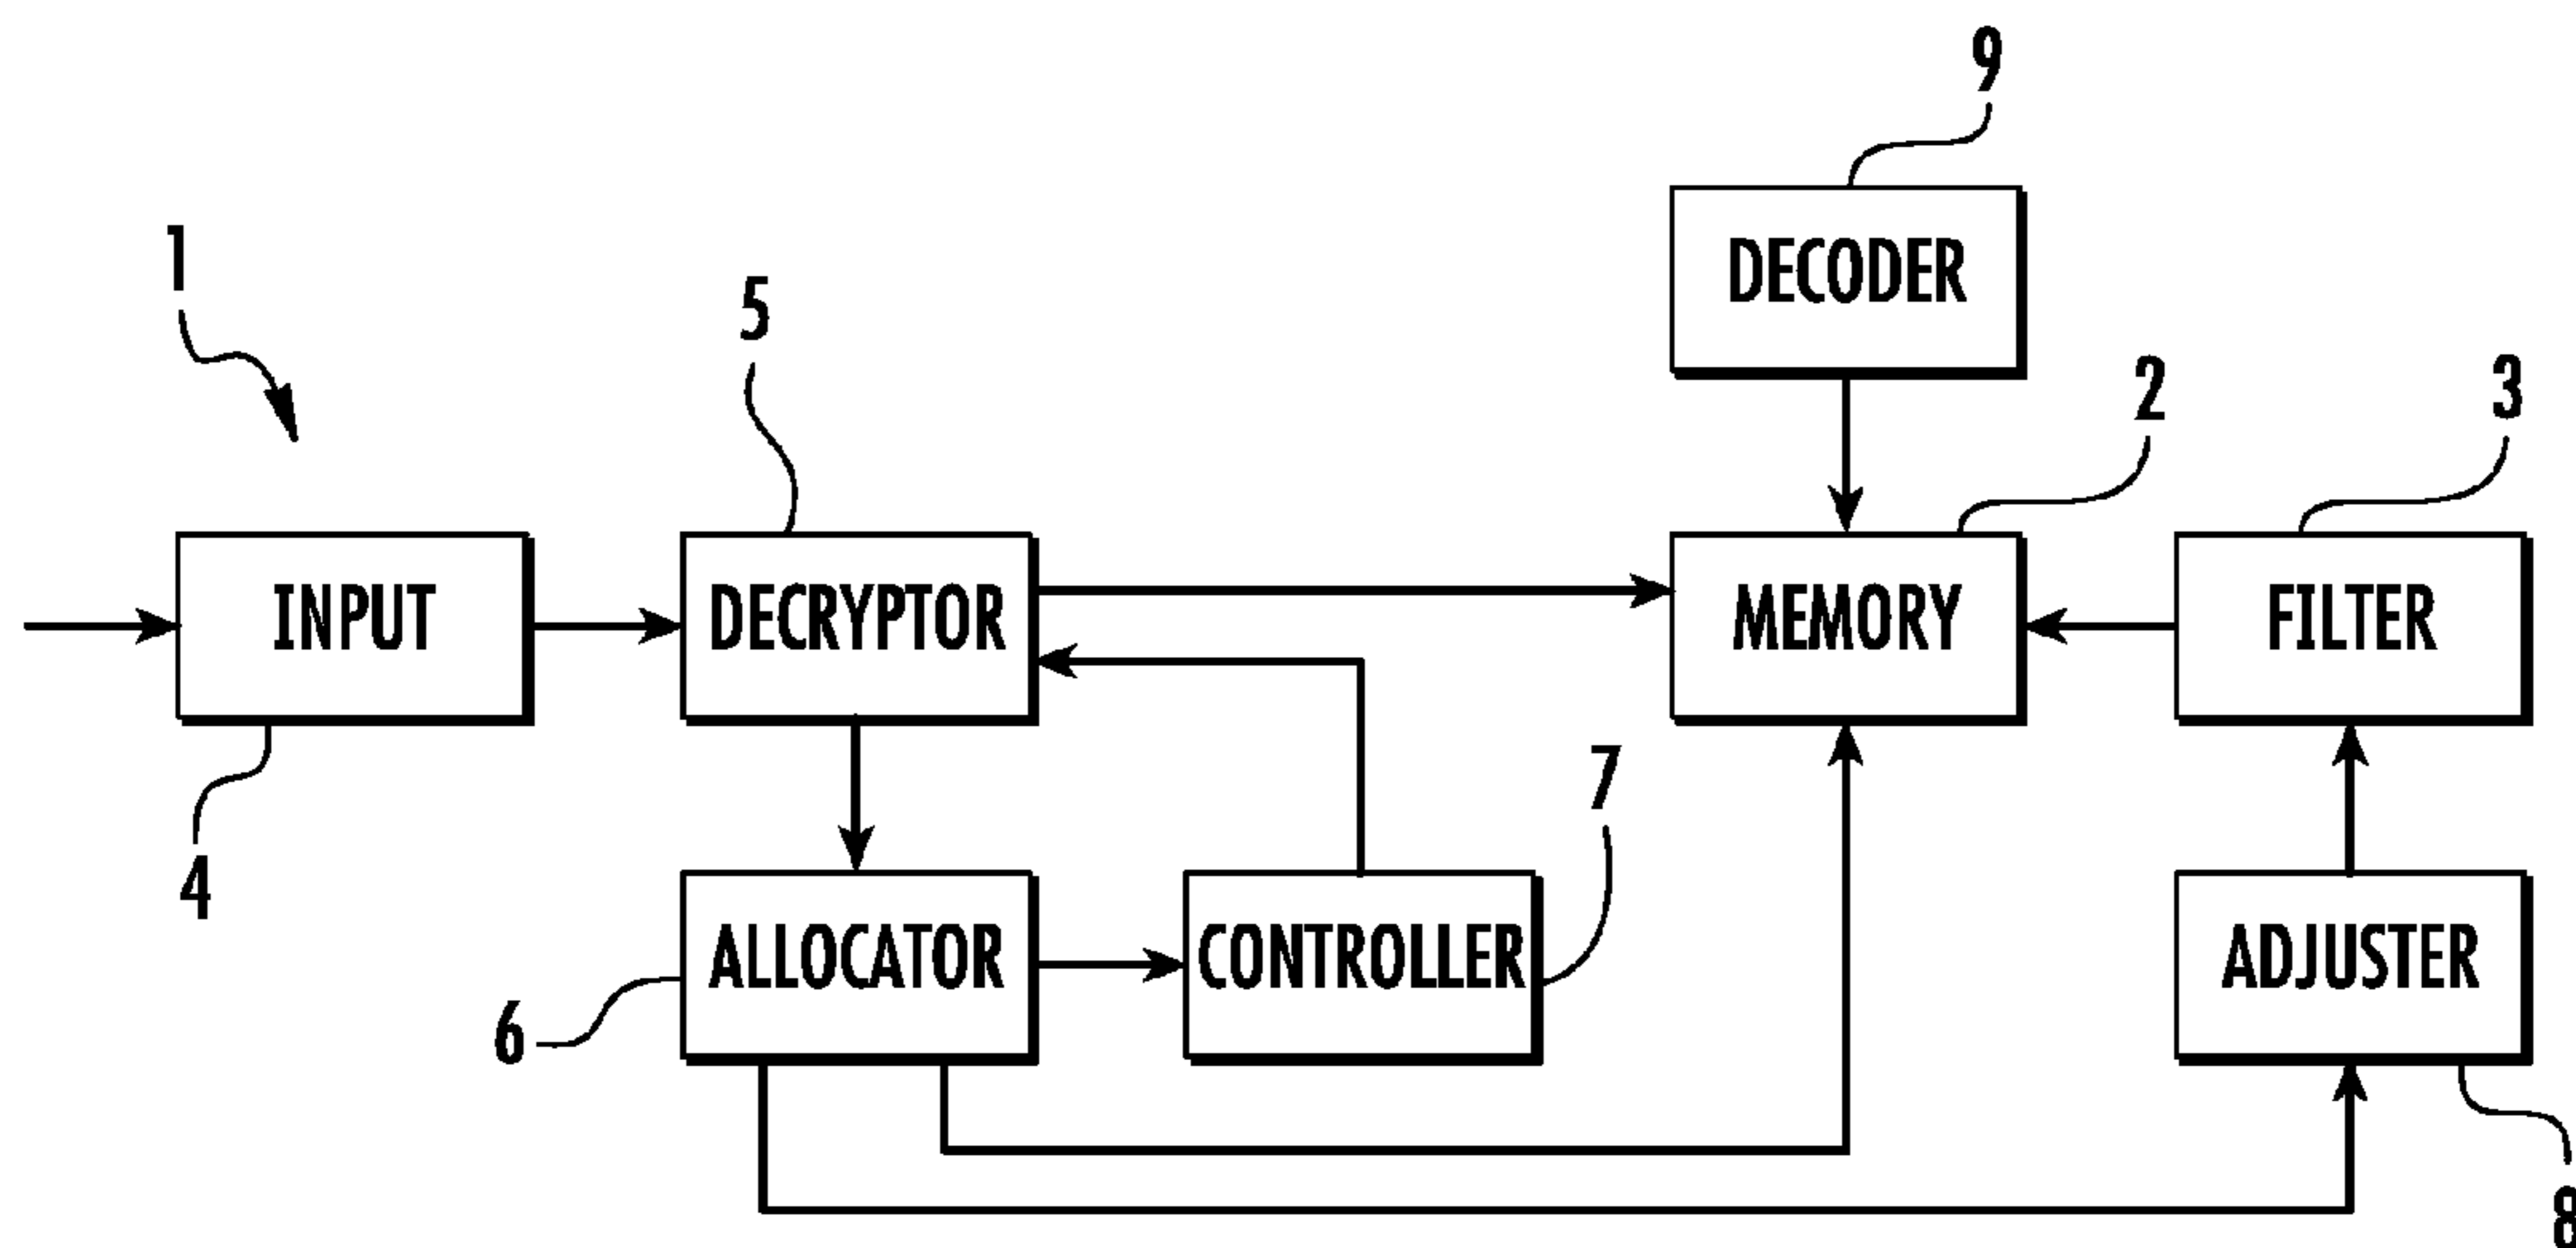 9
DECODER
1
5
2
3
INPUT
DECRYPTOR
MEMORY
FILTER
4
7
ALLOCATOR
CONTROLLER
ADJUSTER
6
8